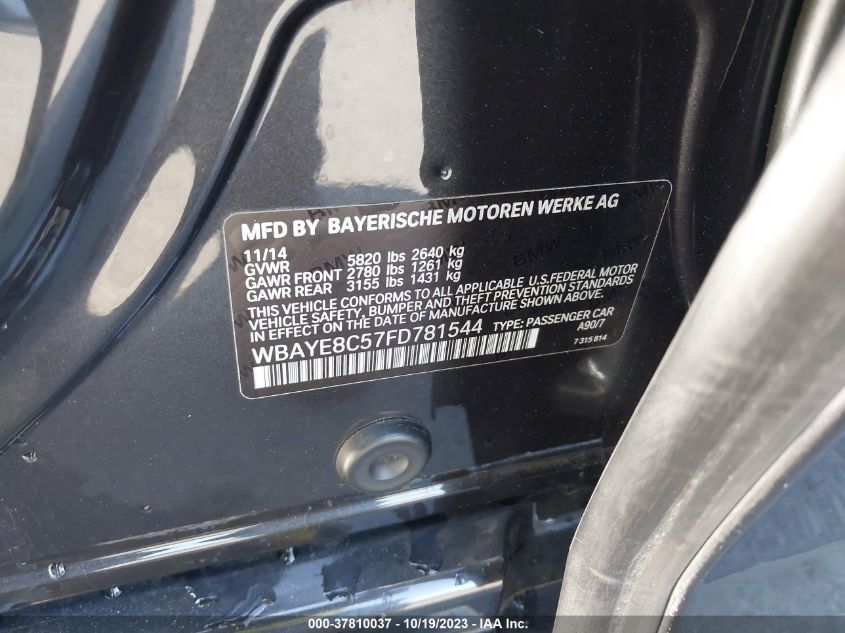 MFD BY BAYERISCHE MOTOREN WERKE AG
11/14
GVWR 5820 lbs 2640 kg
GAWR FRONT 2780 lbs 1261 kg
GAWR REAR 3155 lbs 1431 kg
THIS VEHICLE CONFORMS TO ALL APPLICABLE U.S.FEDERAL MOTOR
VEHICLE SAFETY, BUMPER AND THEFT PREVENTION STANDARDS
IN EFFECT ON THE DATE OF MANUFACTURE SHOWN ABOVE.
WBAYE8C57FD781544 TYPE: PASSENGER CAR
A90/7
7 315 814
000-37810037 - 10/19/2023 - IAA Inc.